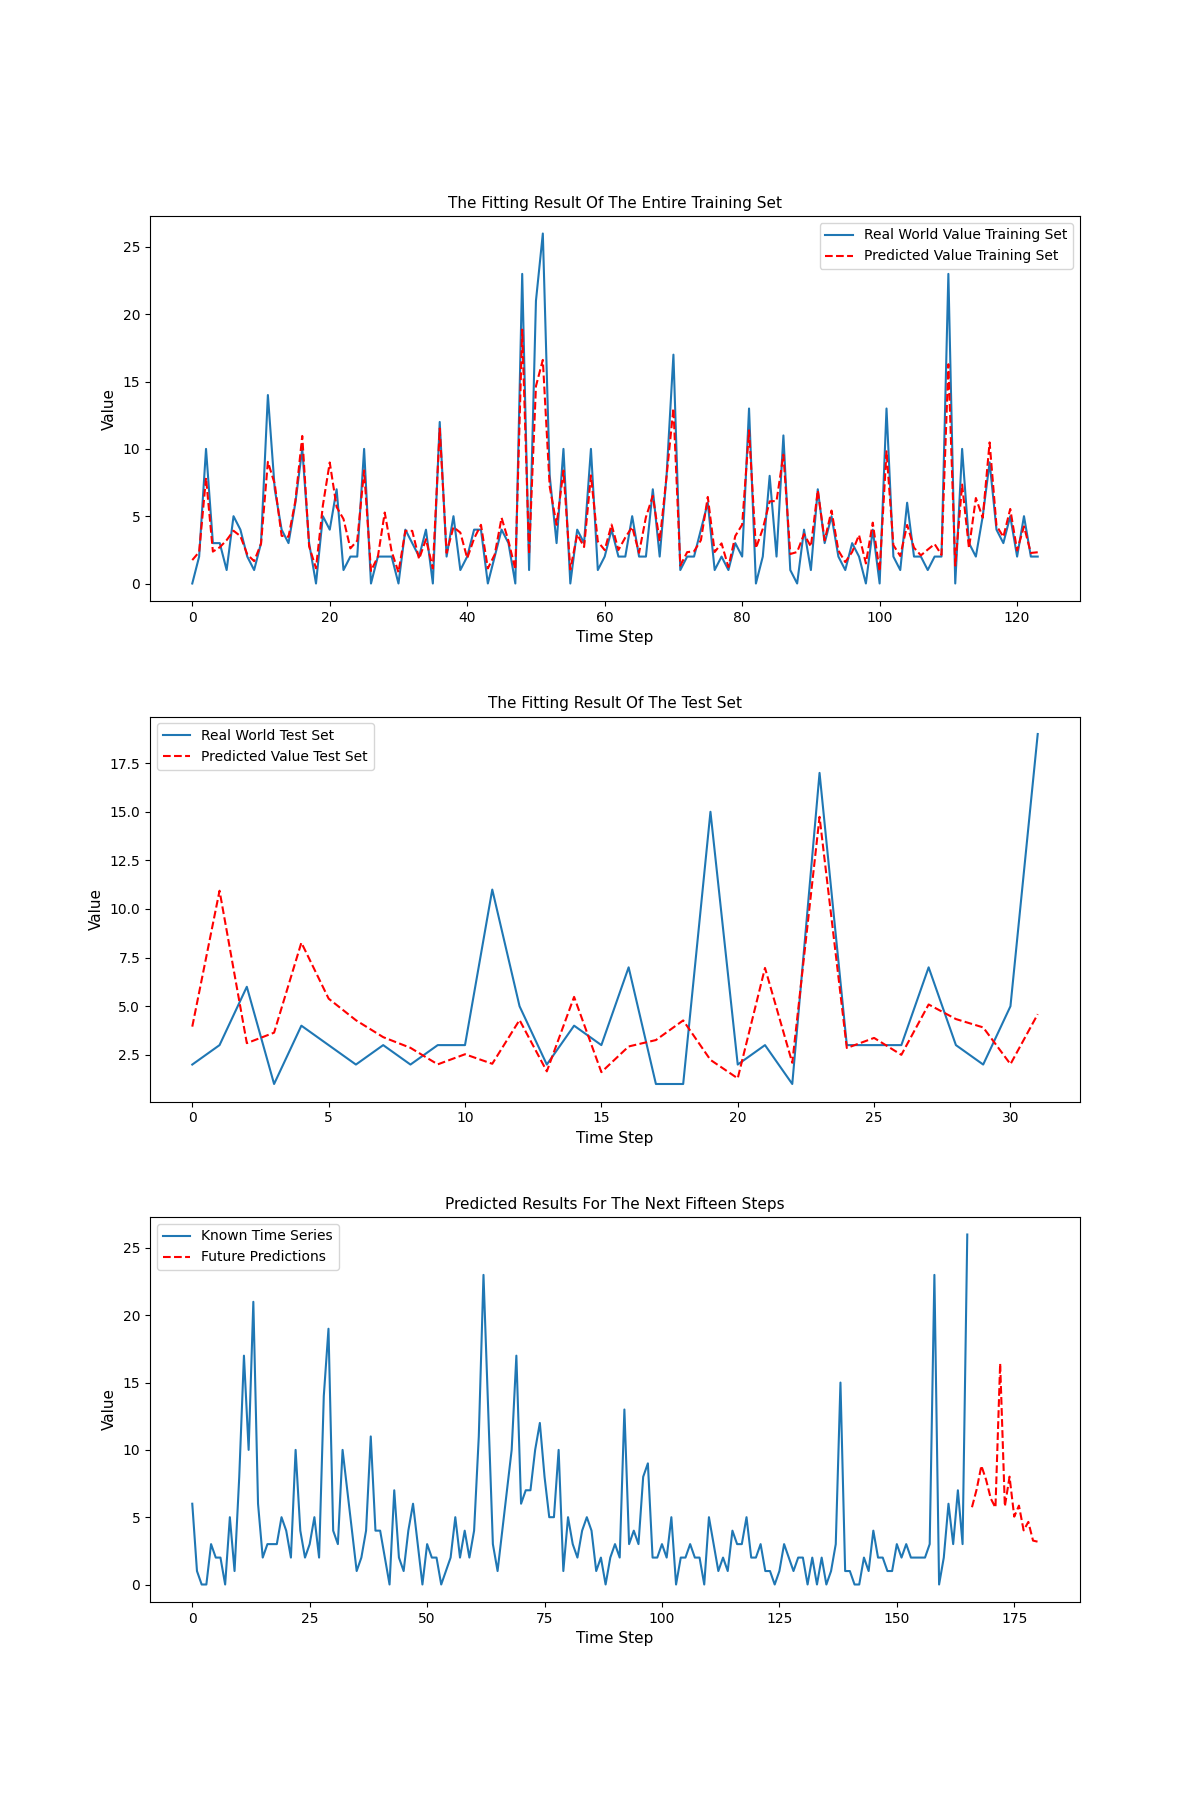 The Fitting Result Of The Entire Training Set
Real World Value Training Set
Predicted Value Training Set
Value
25
20
15
10
5
0
0 20 40 60 80 100 120
Time Step
The Fitting Result Of The Test Set
Real World Test Set
Predicted Value Test Set
Value
17.5
15.0
12.5
10.0
7.5
5.0
2.5
0 5 10 15 20 25 30
Time Step
Predicted Results For The Next Fifteen Steps
Known Time Series
Future Predictions
Value
25
20
15
10
5
0
0 25 50 75 100 125 150 175
Time Step